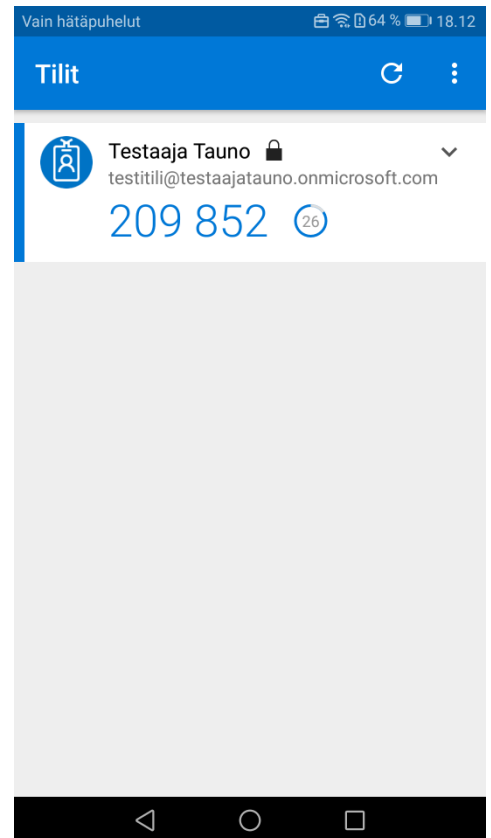 Vain hätäpuhelut 64 % 18.12
Tilit
Testaaja Tauno
testitili@testaajatauno.onmicrosoft.com
209 852 26